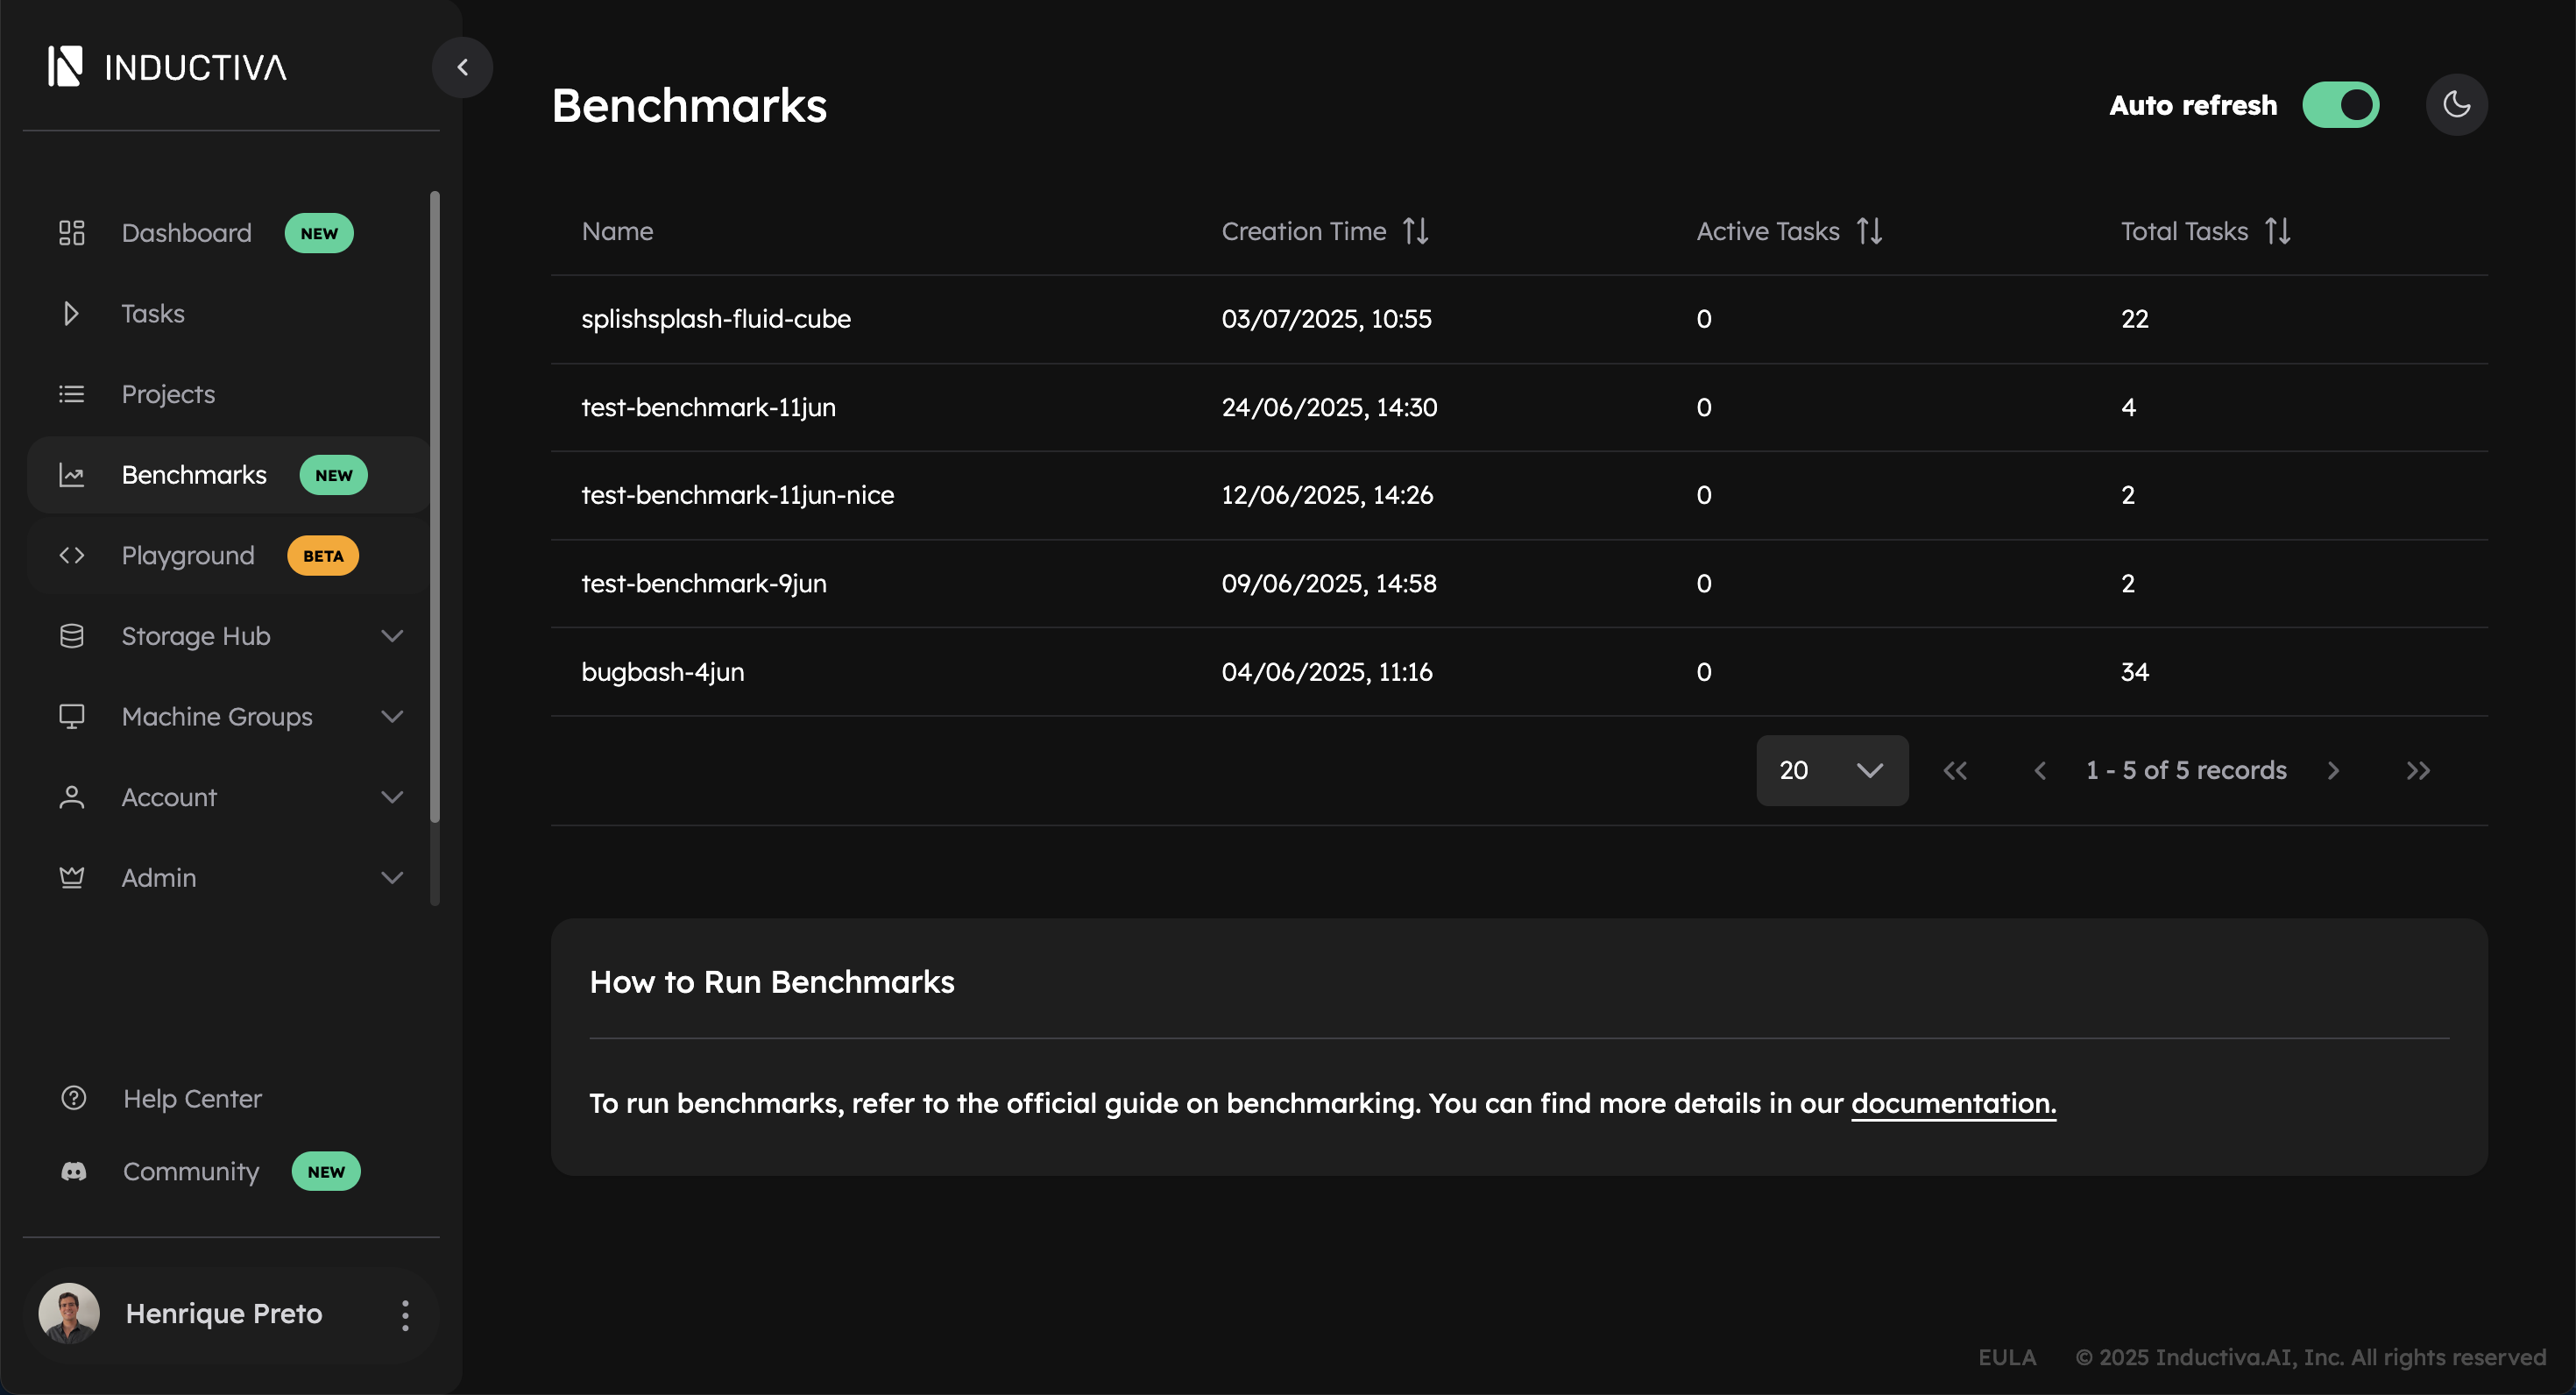 INDUCTIVA
Dashboard NEW
Tasks
Projects
Benchmarks NEW
Playground BETA
Storage Hub
Machine Groups
Account
Admin
Help Center
Community NEW
Henrique Preto
Benchmarks
Auto refresh
Name Creation Time Active Tasks Total Tasks
splishsplash-fluid-cube 03/07/2025, 10:55 0 22
test-benchmark-11jun 24/06/2025, 14:30 0 4
test-benchmark-11jun-nice 12/06/2025, 14:26 0 2
test-benchmark-9jun 09/06/2025, 14:58 0 2
bugbash-4jun 04/06/2025, 11:16 0 34
20 1 - 5 of 5 records
How to Run Benchmarks
To run benchmarks, refer to the official guide on benchmarking. You can find more details in our documentation.
EULA © 2025 Inductiva.AI, Inc. All rights reserved